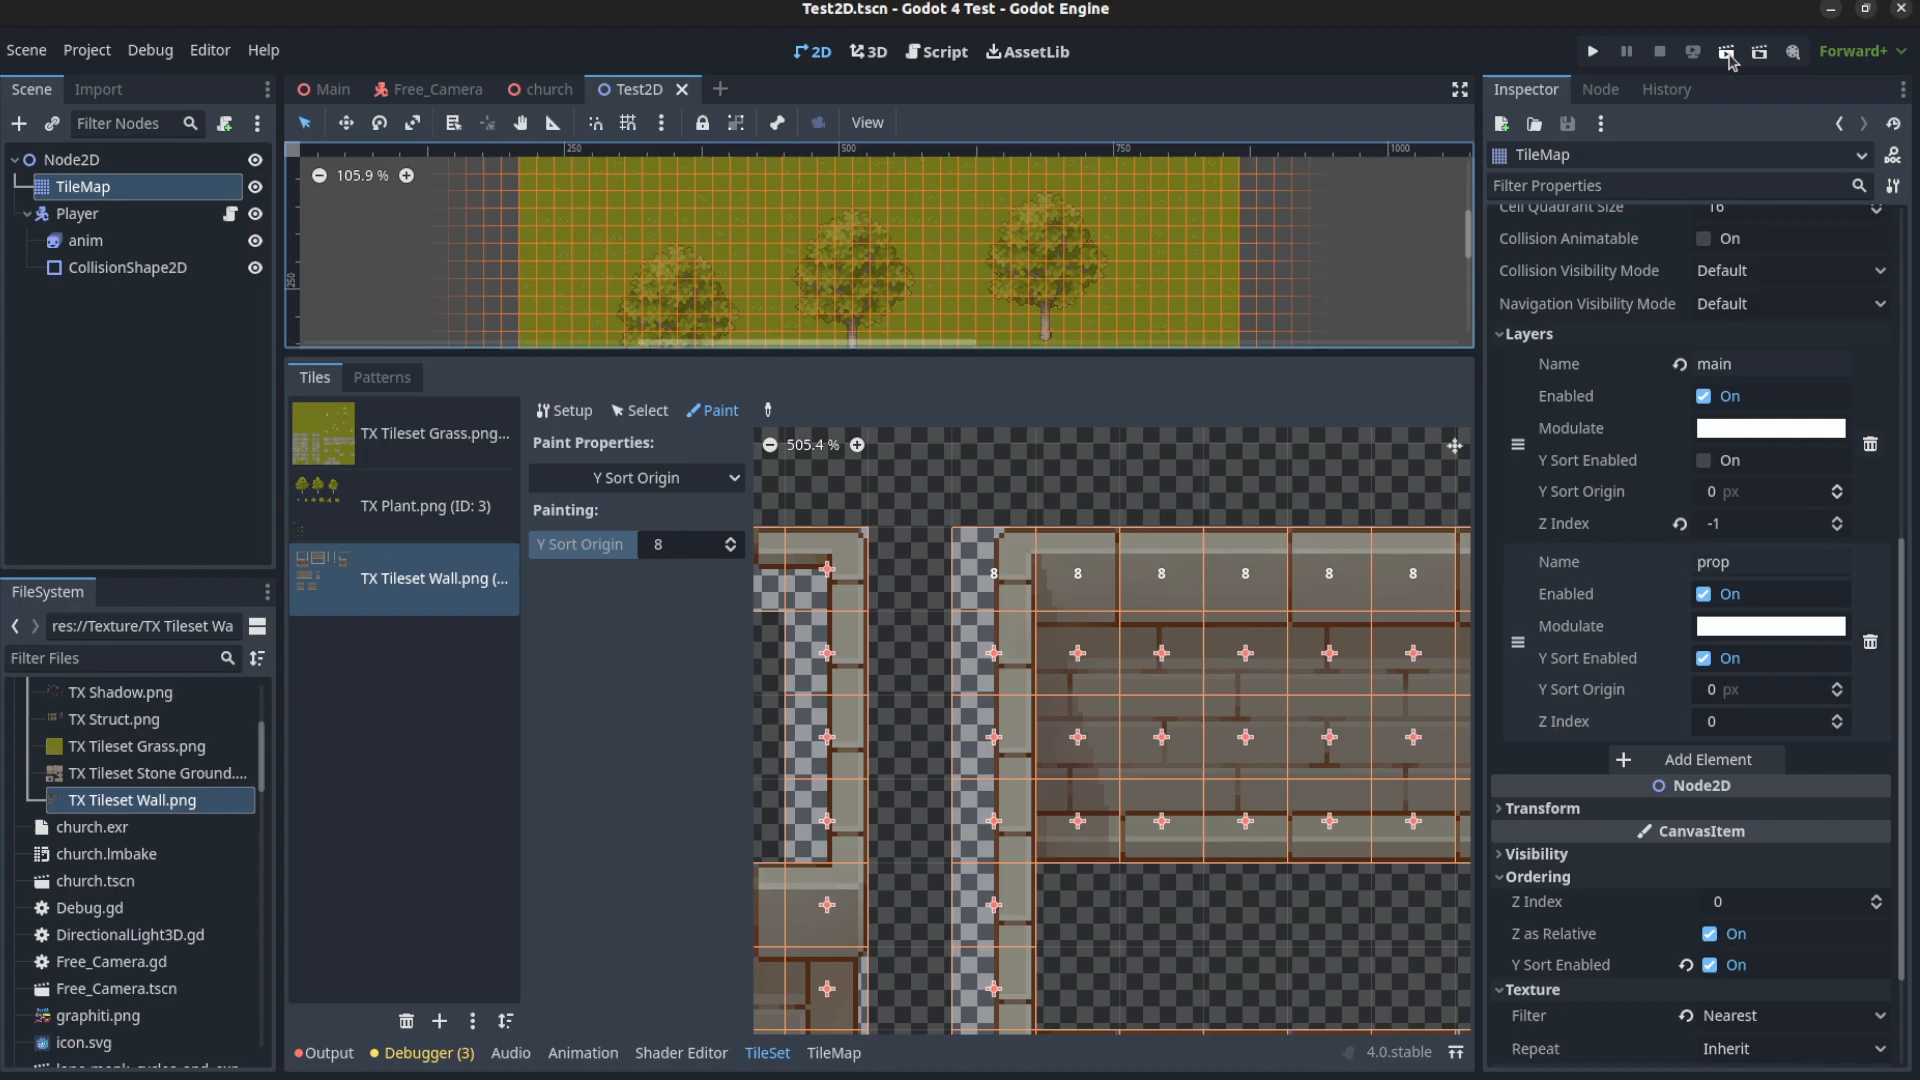 Test2D.tscn - Godot 4 Test - Godot Engine
Scene Project Debug Editor Help
2D 3D Script AssetLib
Forward+
Scene Import
Filter Nodes
Node2D
TileMap
Player
anim
CollisionShape2D
FileSystem
res://Texture/TX Tileset Wa
Filter Files
TX Shadow.png
TX Struct.png
TX Tileset Grass.png
TX Tileset Stone Ground....
TX Tileset Wall.png
church.exr
church.lmbake
church.tscn
Debug.gd
DirectionalLight3D.gd
Free_Camera.gd
Free_Camera.tscn
graphiti.png
icon.svg
Main Free_Camera church Test2D
View
250 500 750 1000
250
105.9 %
Tiles Patterns
TX Tileset Grass.png...
TX Plant.png (ID: 3)
TX Tileset Wall.png (...
Setup Select Paint
Paint Properties:
Y Sort Origin
Painting:
Y Sort Origin 8
505.4 %
8 8 8 8 8 8
Output Debugger (3) Audio Animation Shader Editor TileSet TileMap
4.0.stable
Inspector Node History
TileMap
Filter Properties
Cell Quadrant Size 16
Collision Animatable On
Collision Visibility Mode Default
Navigation Visibility Mode Default
Layers
Name main
Enabled On
Modulate
Y Sort Enabled On
Y Sort Origin 0 px
Z Index -1
Name prop
Enabled On
Modulate
Y Sort Enabled On
Y Sort Origin 0 px
Z Index 0
Add Element
Node2D
Transform
CanvasItem
Visibility
Ordering
Z Index 0
Z as Relative On
Y Sort Enabled On
Texture
Filter Nearest
Repeat Inherit